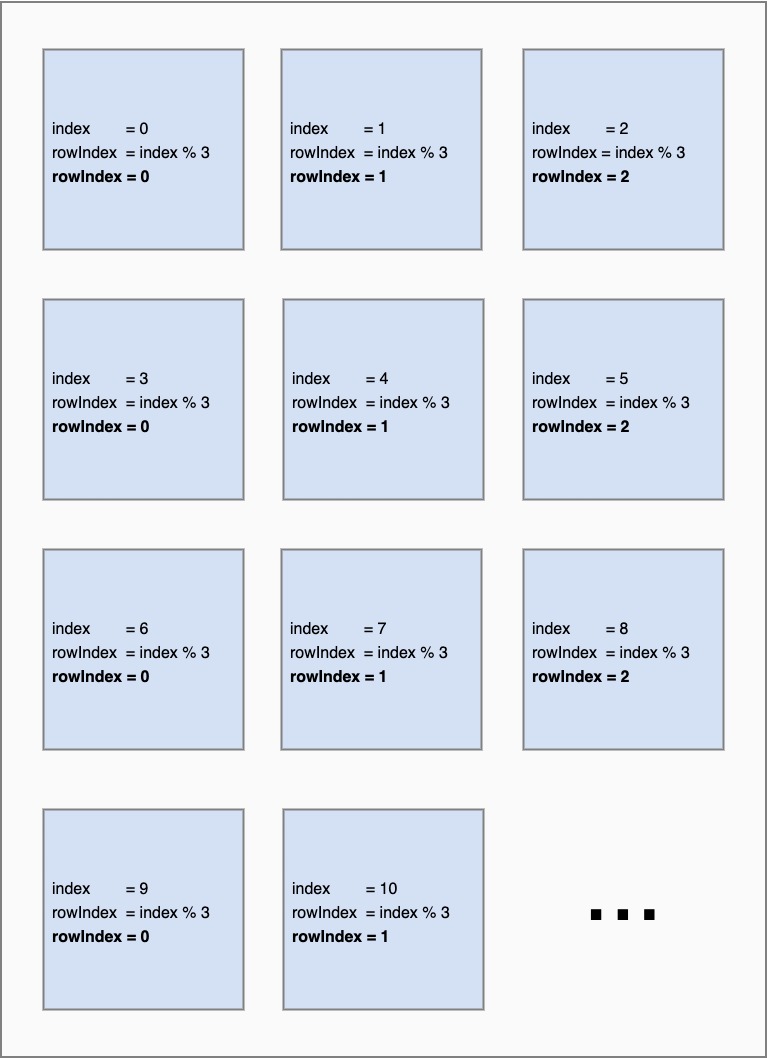 index = 0
rowIndex = index % 3
rowIndex = 0
index = 1
rowIndex = index % 3
rowIndex = 1
index = 2
rowIndex = index % 3
rowIndex = 2
index = 3
rowIndex = index % 3
rowIndex = 0
index = 4
rowIndex = index % 3
rowIndex = 1
index = 5
rowIndex = index % 3
rowIndex = 2
index = 6
rowIndex = index % 3
rowIndex = 0
index = 7
rowIndex = index % 3
rowIndex = 1
index = 8
rowIndex = index % 3
rowIndex = 2
index = 9
rowIndex = index % 3
rowIndex = 0
index = 10
rowIndex = index % 3
rowIndex = 1
...